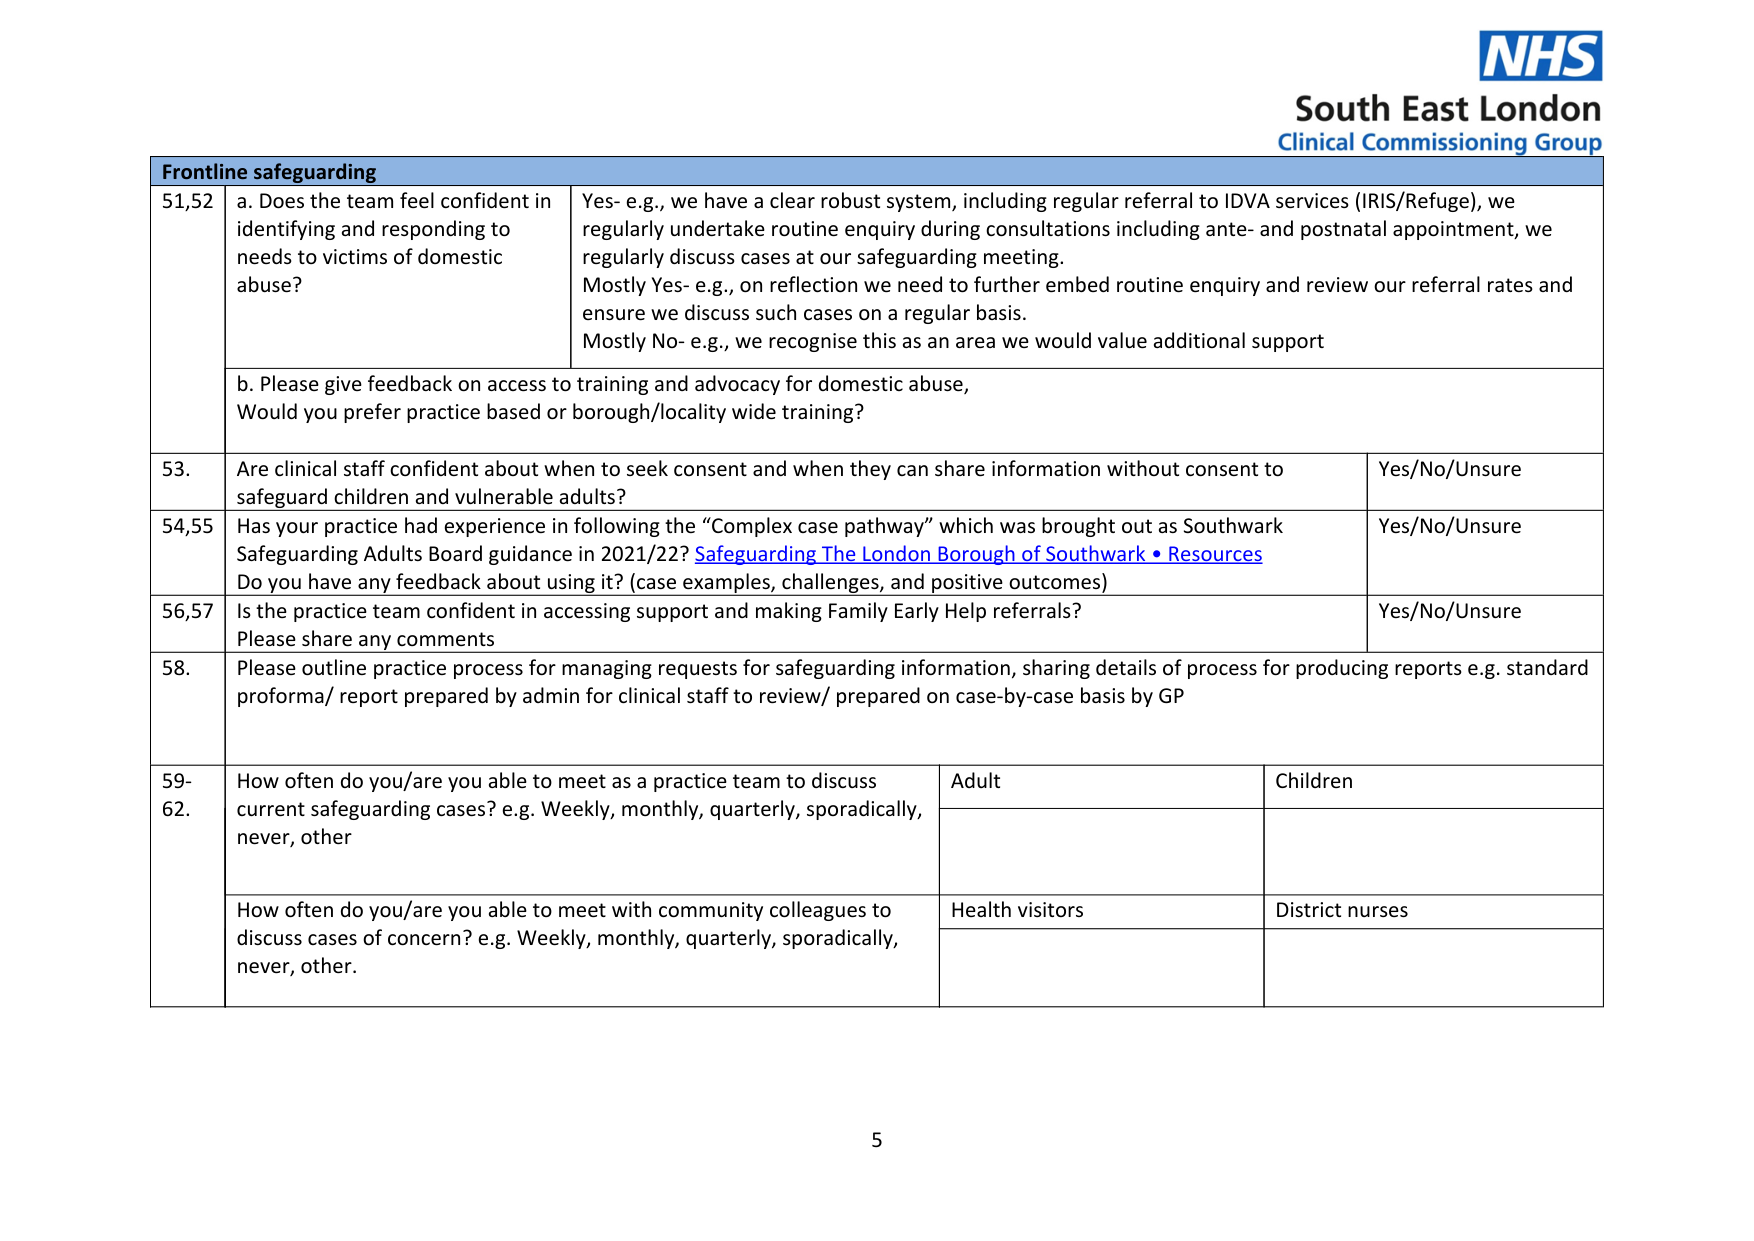 NHS
South East London
Clinical Commissioning Group
Frontline safeguarding
51,52
a. Does the team feel confident in
identifying and responding to
needs to victims of domestic
abuse?
Yes- e.g., we have a clear robust system, including regular referral to IDVA services (IRIS/Refuge), we
regularly undertake routine enquiry during consultations including ante- and postnatal appointment, we
regularly discuss cases at our safeguarding meeting.
Mostly Yes- e.g., on reflection we need to further embed routine enquiry and review our referral rates and
ensure we discuss such cases on a regular basis.
Mostly No- e.g., we recognise this as an area we would value additional support
b. Please give feedback on access to training and advocacy for domestic abuse,
Would you prefer practice based or borough/locality wide training?
53.
Are clinical staff confident about when to seek consent and when they can share information without consent to
safeguard children and vulnerable adults?
Yes/No/Unsure
54,55
Has your practice had experience in following the “Complex case pathway” which was brought out as Southwark
Safeguarding Adults Board guidance in 2021/22? Safeguarding The London Borough of Southwark • Resources
Do you have any feedback about using it? (case examples, challenges, and positive outcomes)
Yes/No/Unsure
56,57
Is the practice team confident in accessing support and making Family Early Help referrals?
Please share any comments
Yes/No/Unsure
58.
Please outline practice process for managing requests for safeguarding information, sharing details of process for producing reports e.g. standard
proforma/ report prepared by admin for clinical staff to review/ prepared on case-by-case basis by GP
59-
62.
How often do you/are you able to meet as a practice team to discuss
current safeguarding cases? e.g. Weekly, monthly, quarterly, sporadically,
never, other
Adult
Children
How often do you/are you able to meet with community colleagues to
discuss cases of concern? e.g. Weekly, monthly, quarterly, sporadically,
never, other.
Health visitors
District nurses
5